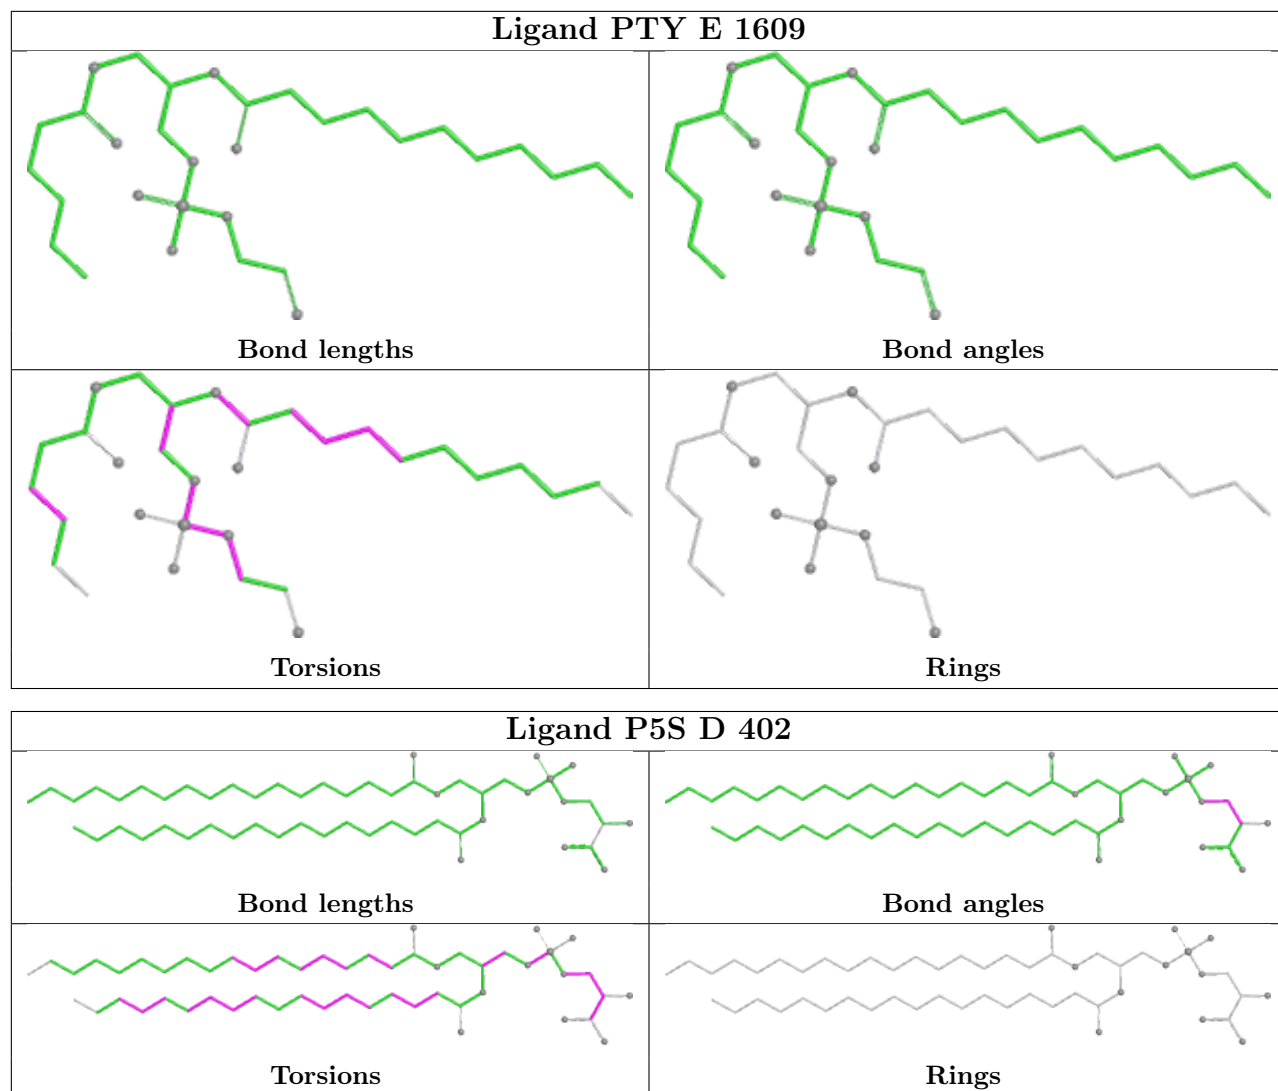 Ligand PTY E 1609
Bond lengths
Bond angles
Torsions
Rings
Ligand P5S D 402
Bond lengths
Bond angles
Torsions
Rings